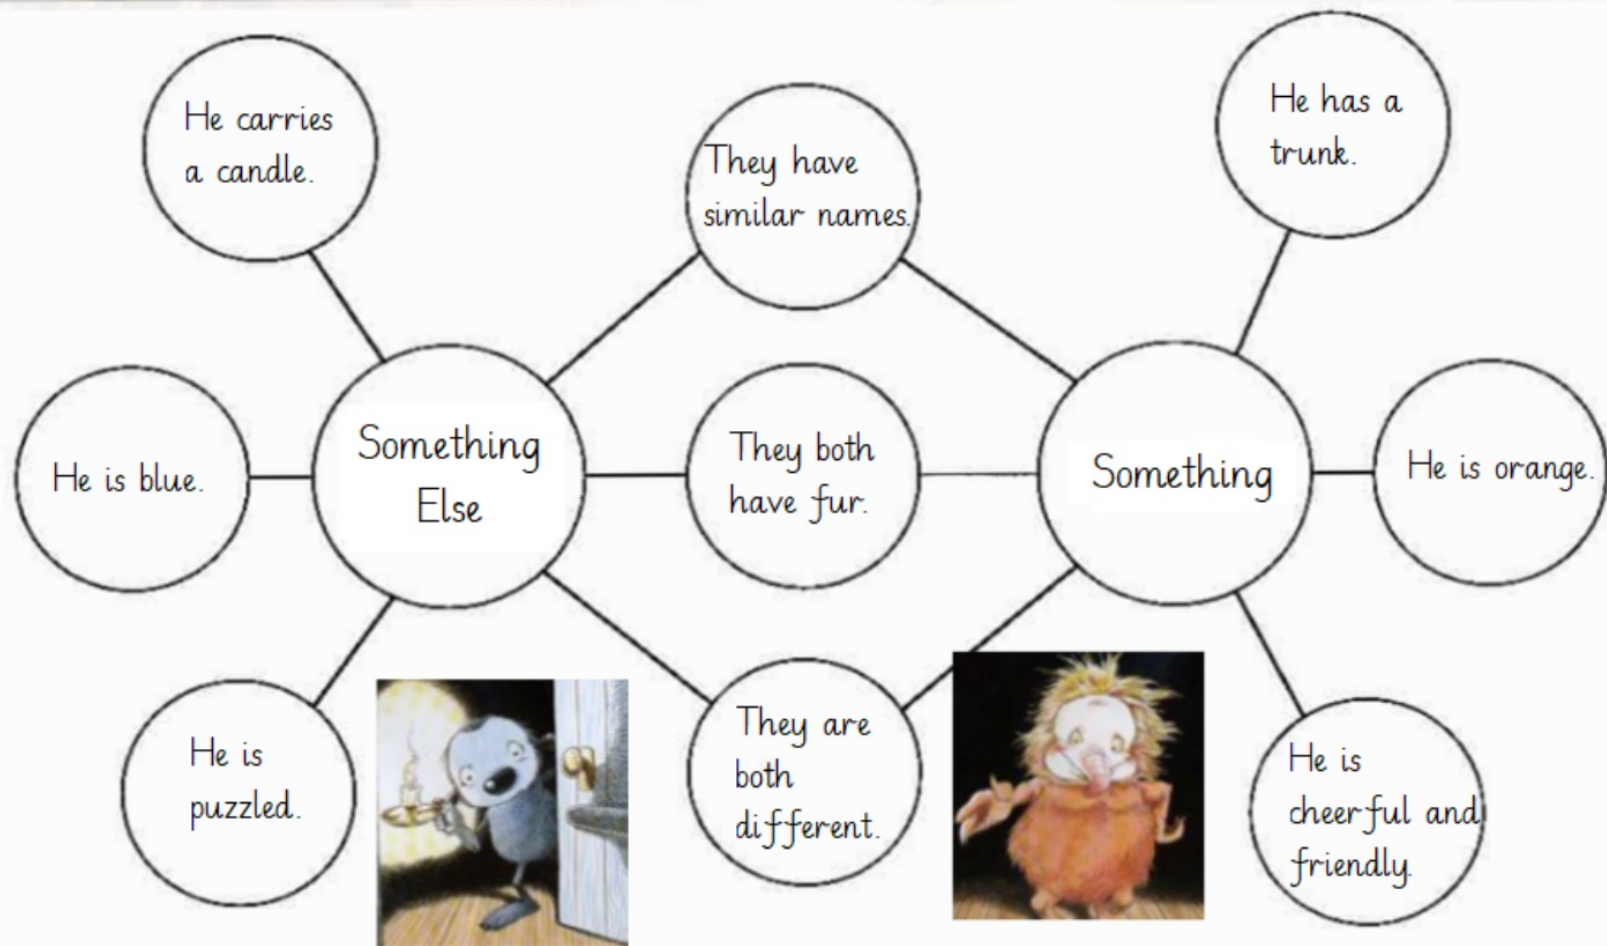 He carries
a candle.
They have
similar names.
He has a
trunk.
He is blue.
Something
Else
They both
have fur.
Something
He is orange.
He is
puzzled.
They are
both
different.
He is
cheerful and
friendly.